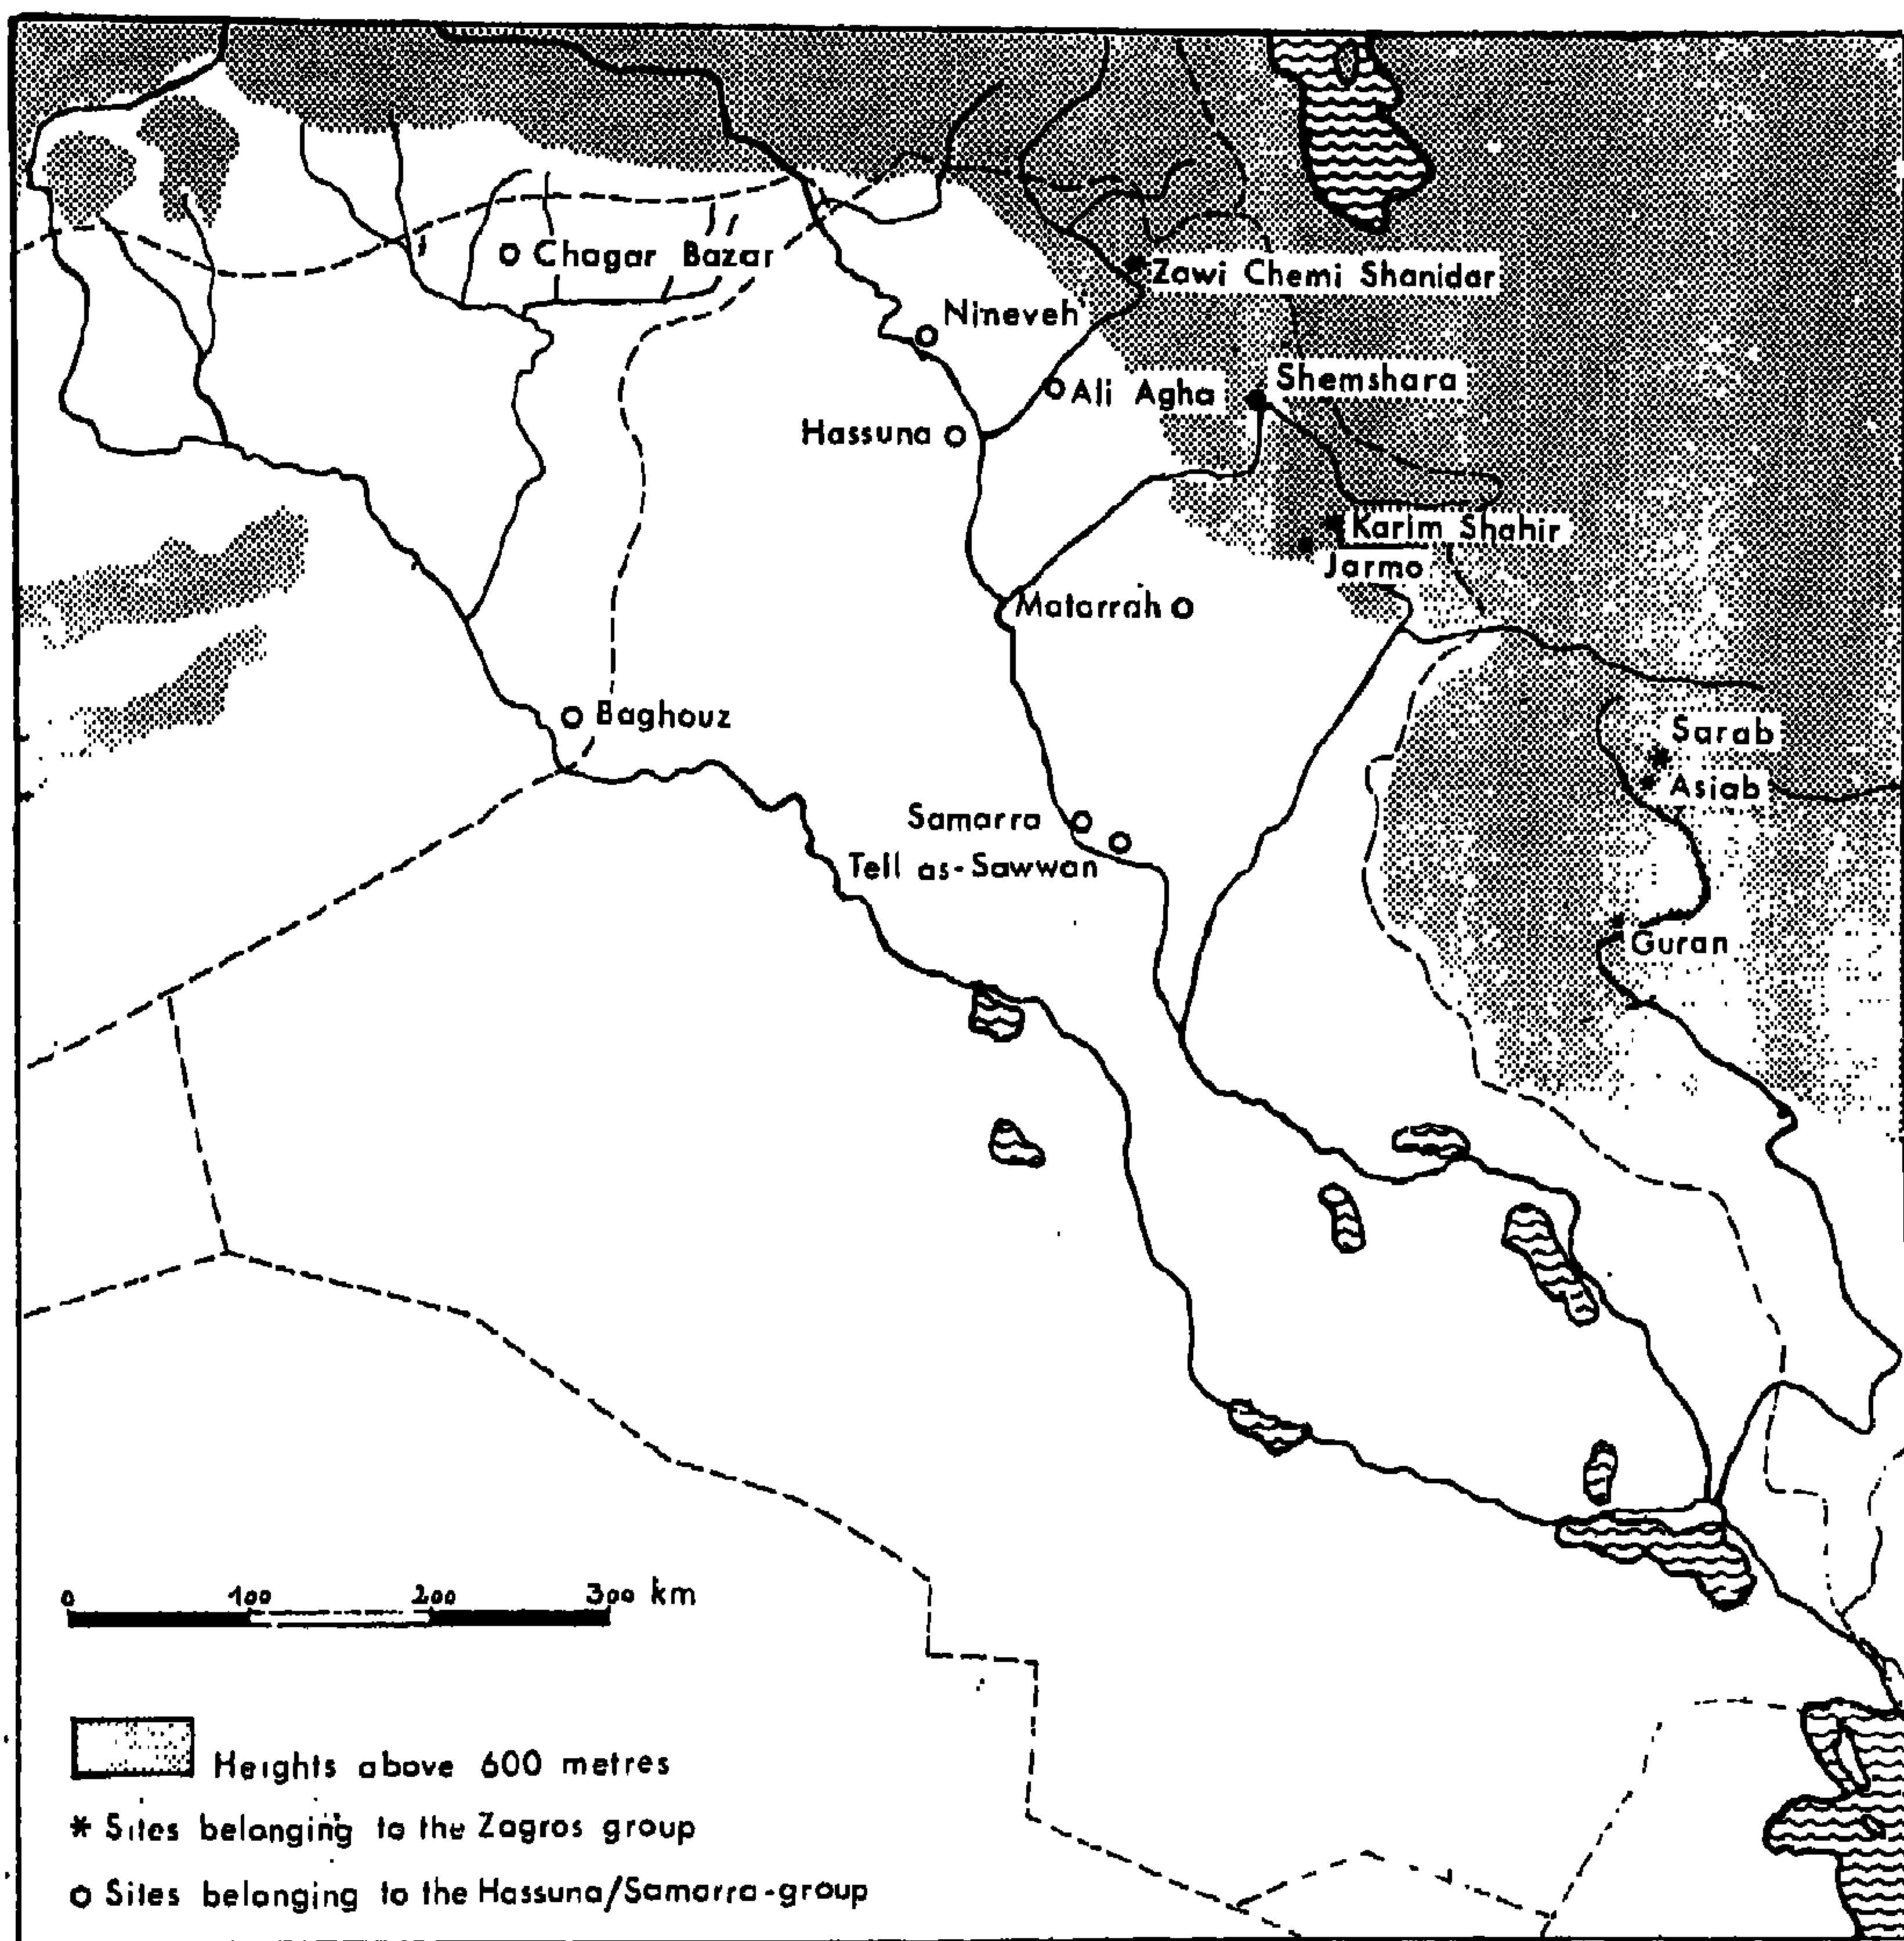 Chagar Bazar
Zawi Chemi Shanidar
Nineveh
Shemshara
Ali Agha
Hassuna
Karim Shahir
Jarmo
Matarrah
Baghouz
Sarab
Asiab
Samarra
Tell as-Sawwan
Guran
0 100 200 300 km
Heights above 600 metres
* Sites belonging to the Zagros group
o Sites belonging to the Hassuna/Samarra-group